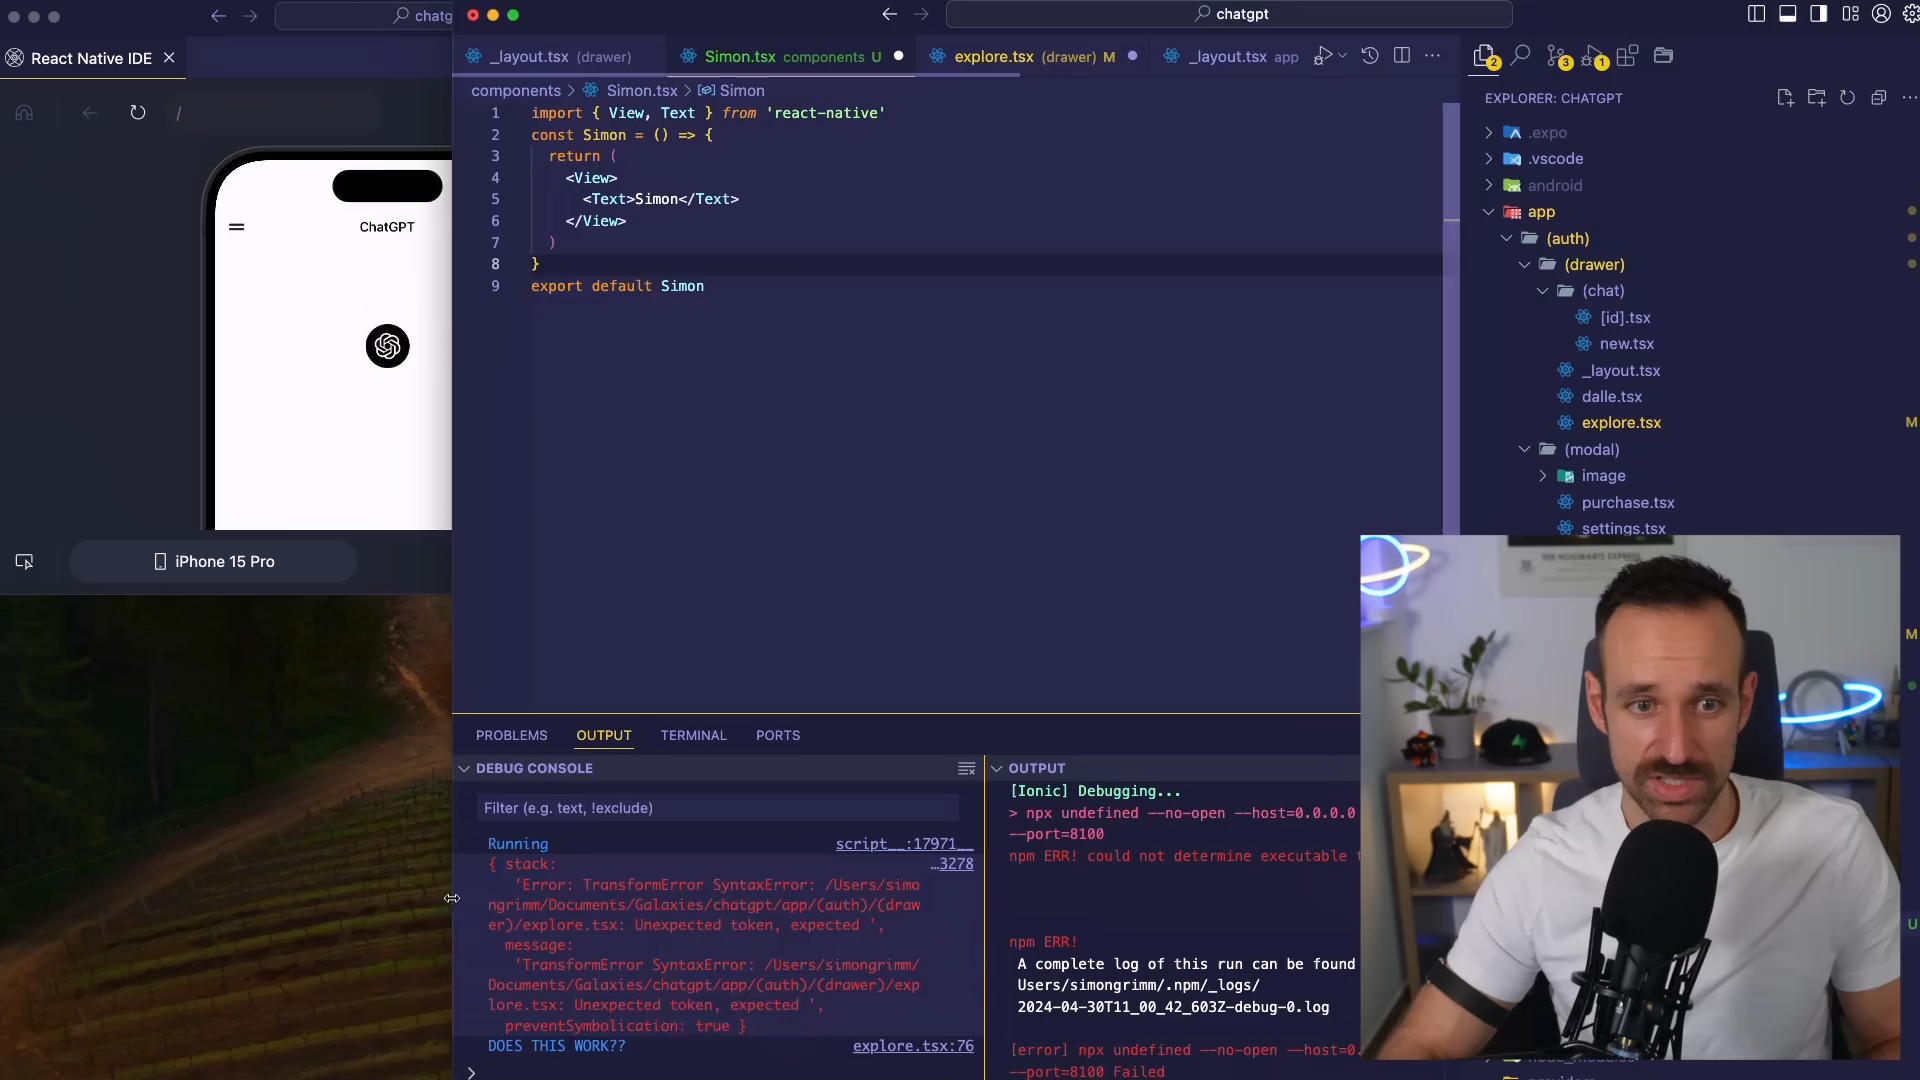 chatg
React Native IDE
/
ChatGPT
iPhone 15 Pro
chatgpt
_layout.tsx (drawer)
Simon.tsx components U
explore.tsx (drawer) M
_layout.tsx app
components > Simon.tsx > Simon
1 import { View, Text } from 'react-native'
2 const Simon = () => {
3 return (
4 <View>
5 <Text>Simon</Text>
6 </View>
7 )
8 }
9 export default Simon
2
3
1
EXPLORER: CHATGPT
.expo
.vscode
android
app
(auth)
(drawer)
(chat)
[id].tsx
new.tsx
_layout.tsx
dalle.tsx
explore.tsx M
(modal)
image
purchase.tsx
settings.tsx
M
U
PROBLEMS OUTPUT TERMINAL PORTS
DEBUG CONSOLE
Filter (e.g. text, !exclude)
Running script__:17971__
{ stack: …3278
'Error: TransformError SyntaxError: /Users/simo
ngrimm/Documents/Galaxies/chatgpt/app/(auth)/(draw
er)/explore.tsx: Unexpected token, expected ',
message:
'TransformError SyntaxError: /Users/simongrimm/
Documents/Galaxies/chatgpt/app/(auth)/(drawer)/exp
lore.tsx: Unexpected token, expected ',
preventSymbolication: true }
DOES THIS WORK?? explore.tsx:76
>
OUTPUT
[Ionic] Debugging...
> npx undefined --no-open --host=0.0.0.0
--port=8100
npm ERR! could not determine executable
npm ERR!
A complete log of this run can be found
Users/simongrimm/.npm/_logs/
2024-04-30T11_00_42_603Z-debug-0.log
[error] npx undefined --no-open --host=0.
--port=8100 Failed